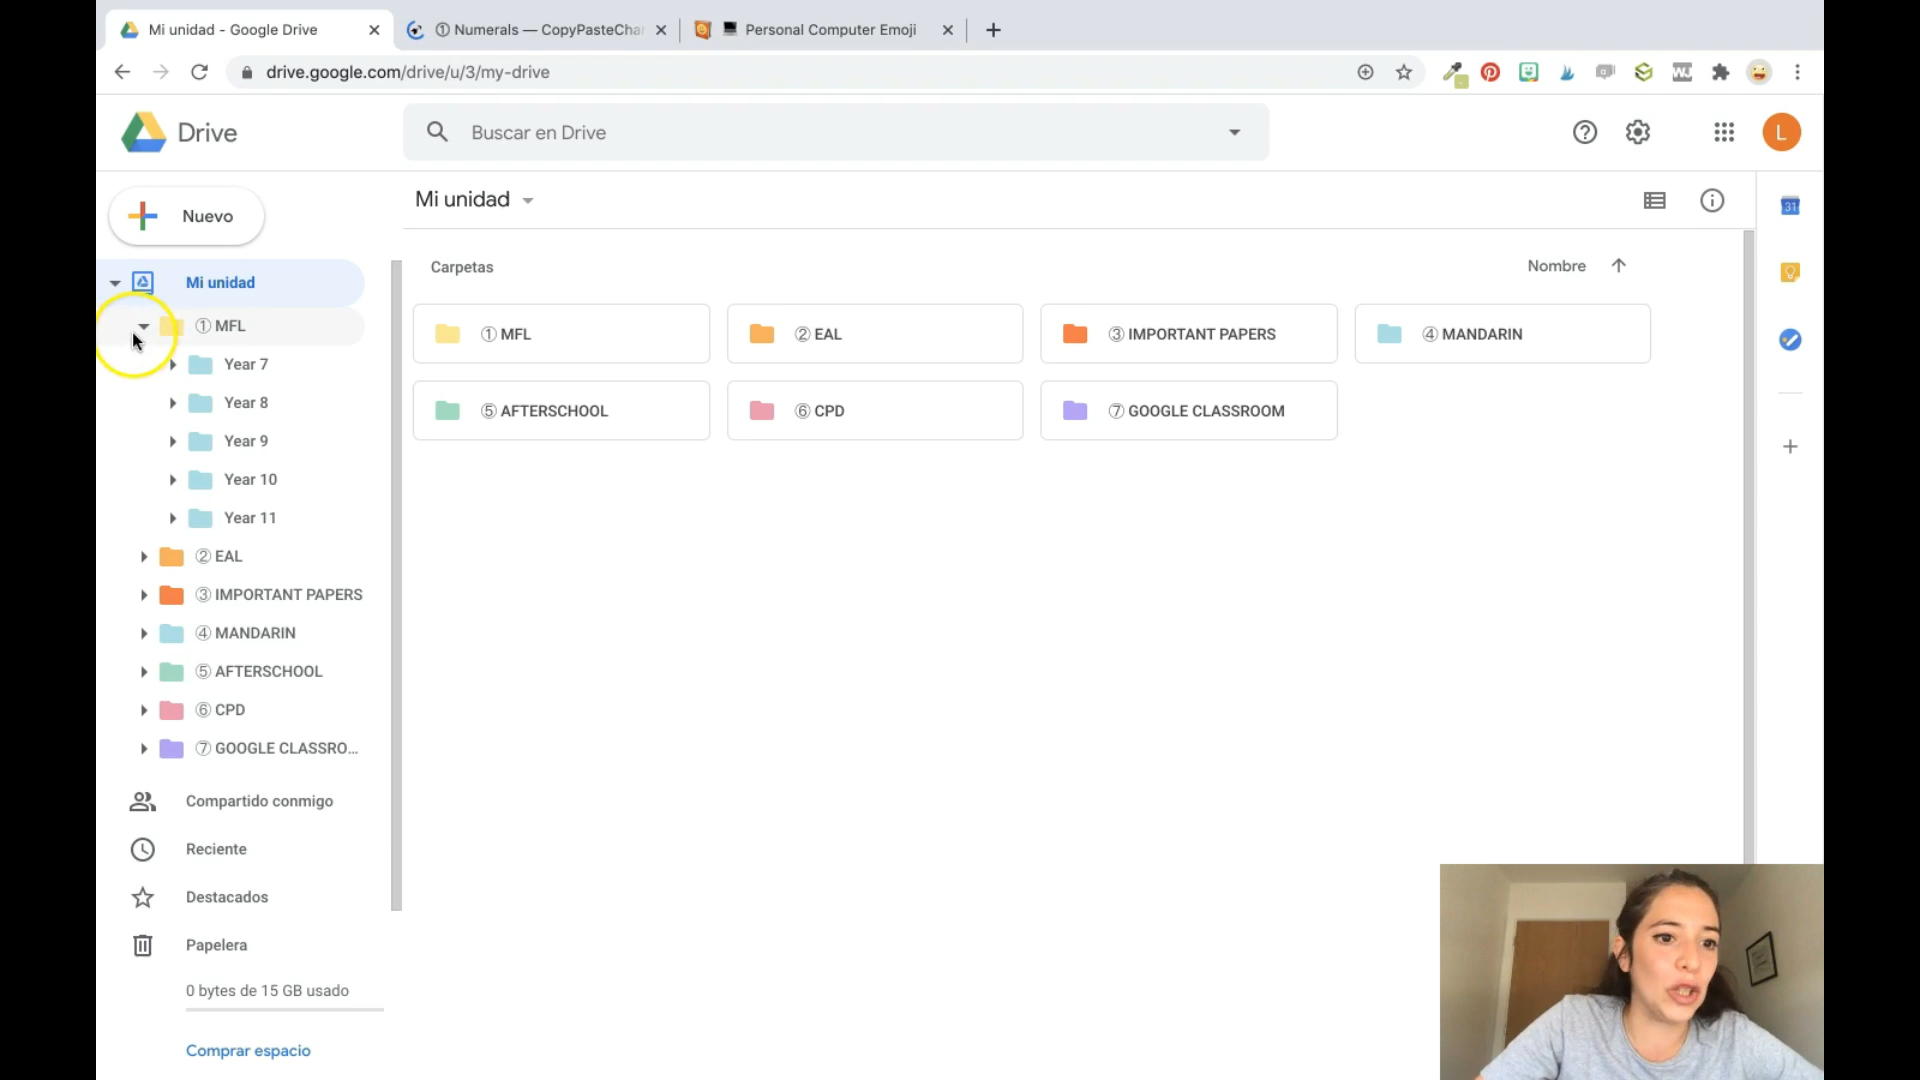 Mi unidad - Google Drive
① Numerals — CopyPasteCha
Personal Computer Emoji
drive.google.com/drive/u/3/my-drive
Drive
Buscar en Drive
L
Nuevo
Mi unidad
31
Mi unidad
Carpetas
Nombre
① MFL
① MFL
② EAL
③ IMPORTANT PAPERS
④ MANDARIN
Year 7
Year 8
⑤ AFTERSCHOOL
⑥ CPD
⑦ GOOGLE CLASSROOM
Year 9
Year 10
Year 11
② EAL
③ IMPORTANT PAPERS
④ MANDARIN
⑤ AFTERSCHOOL
⑥ CPD
⑦ GOOGLE CLASSRO...
Compartido conmigo
Reciente
Destacados
Papelera
0 bytes de 15 GB usado
Comprar espacio